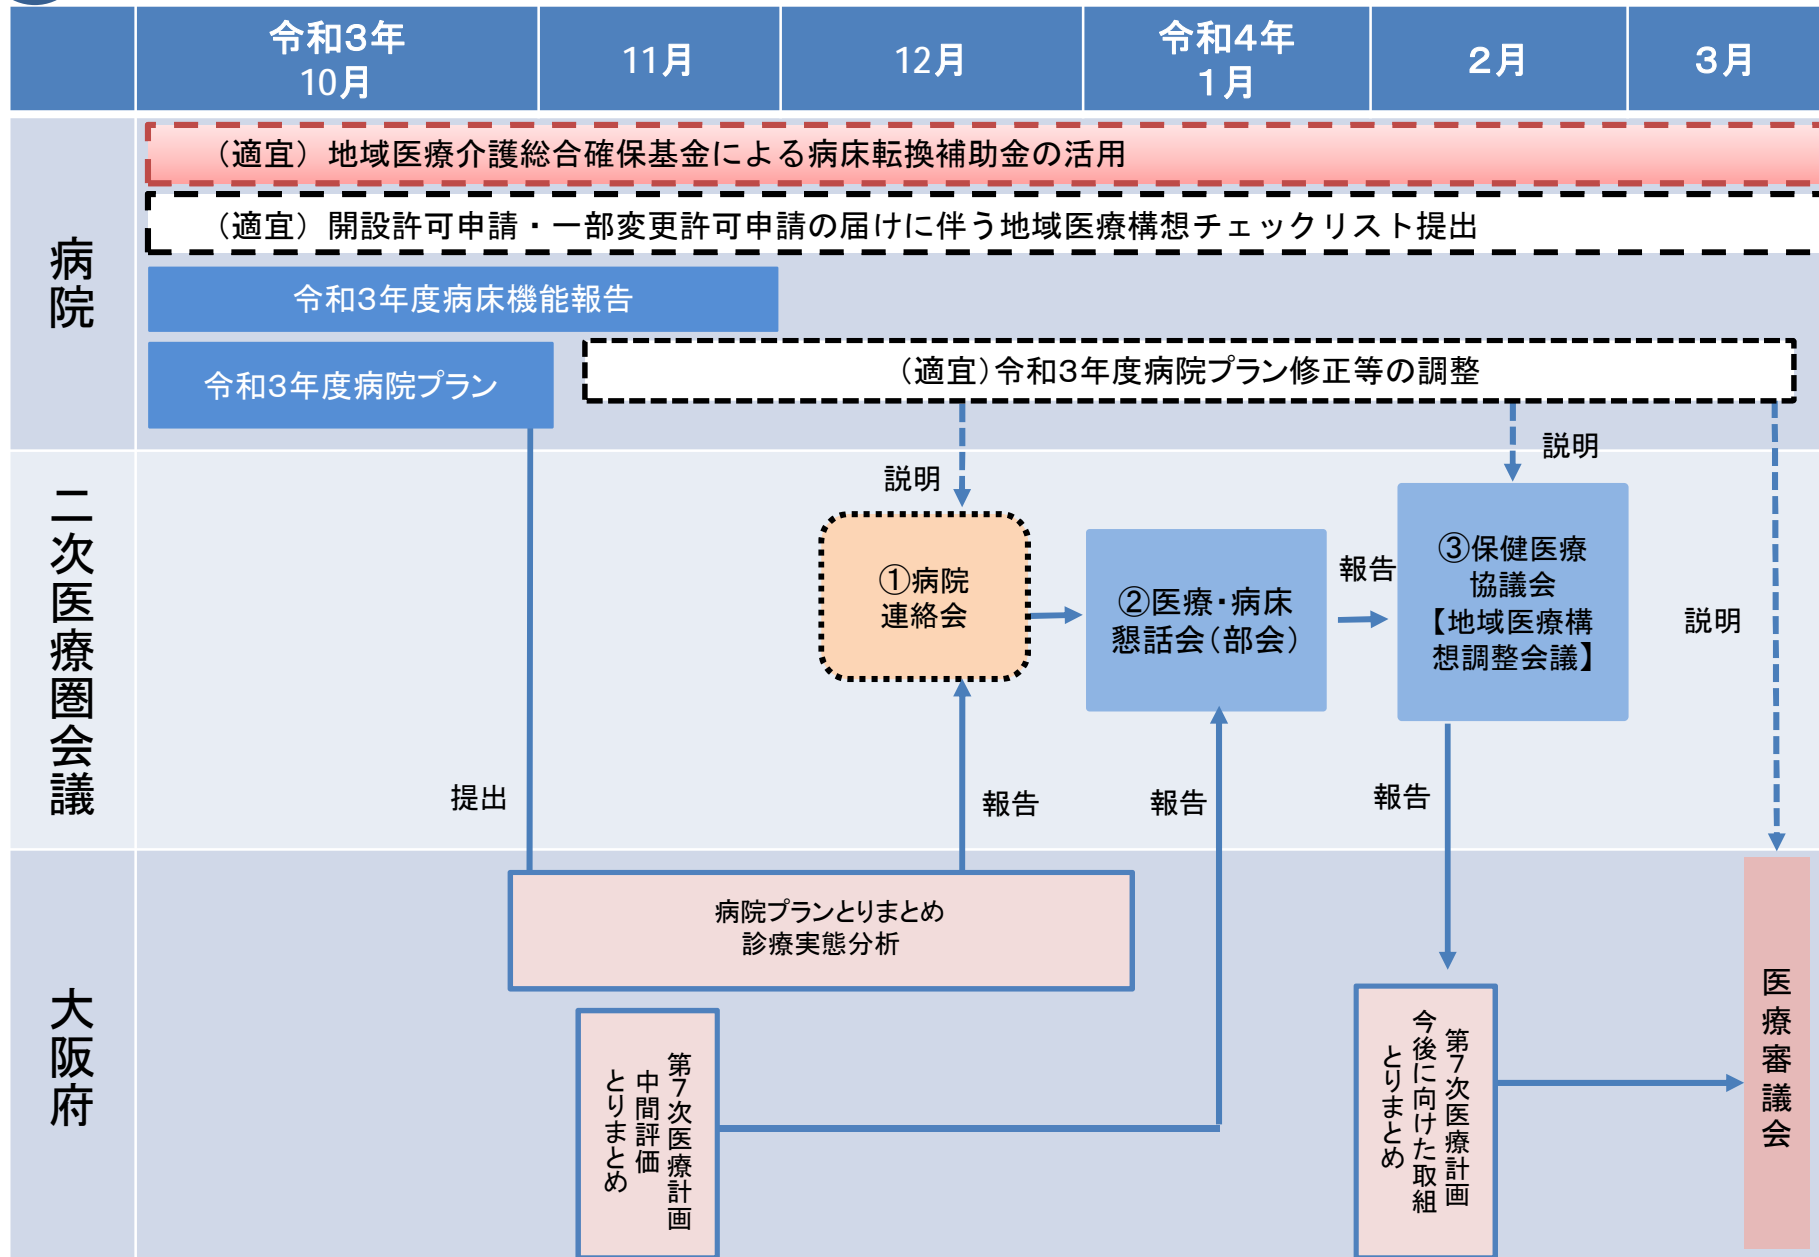 令和3年
10月
11月
12月
令和4年
1月
2月
3月
病院
（適宜）地域医療介護総合確保基金による病床転換補助金の活用
（適宜）開設許可申請・一部変更許可申請の届けに伴う地域医療構想チェックリスト提出
令和3年度病床機能報告
令和3年度病院プラン
（適宜）令和3年度病院プラン修正等の調整
説明
説明
説明
二次医療圏会議
①病院
連絡会
②医療・病床
懇話会（部会）
報告
③保健医療
協議会
【地域医療構
想調整会議】
提出
報告
報告
報告
大阪府
病院プランとりまとめ
診療実態分析
第7次医療計画
中間評価
とりまとめ
第7次医療計画
今後に向けた取組
とりまとめ
医療審議会